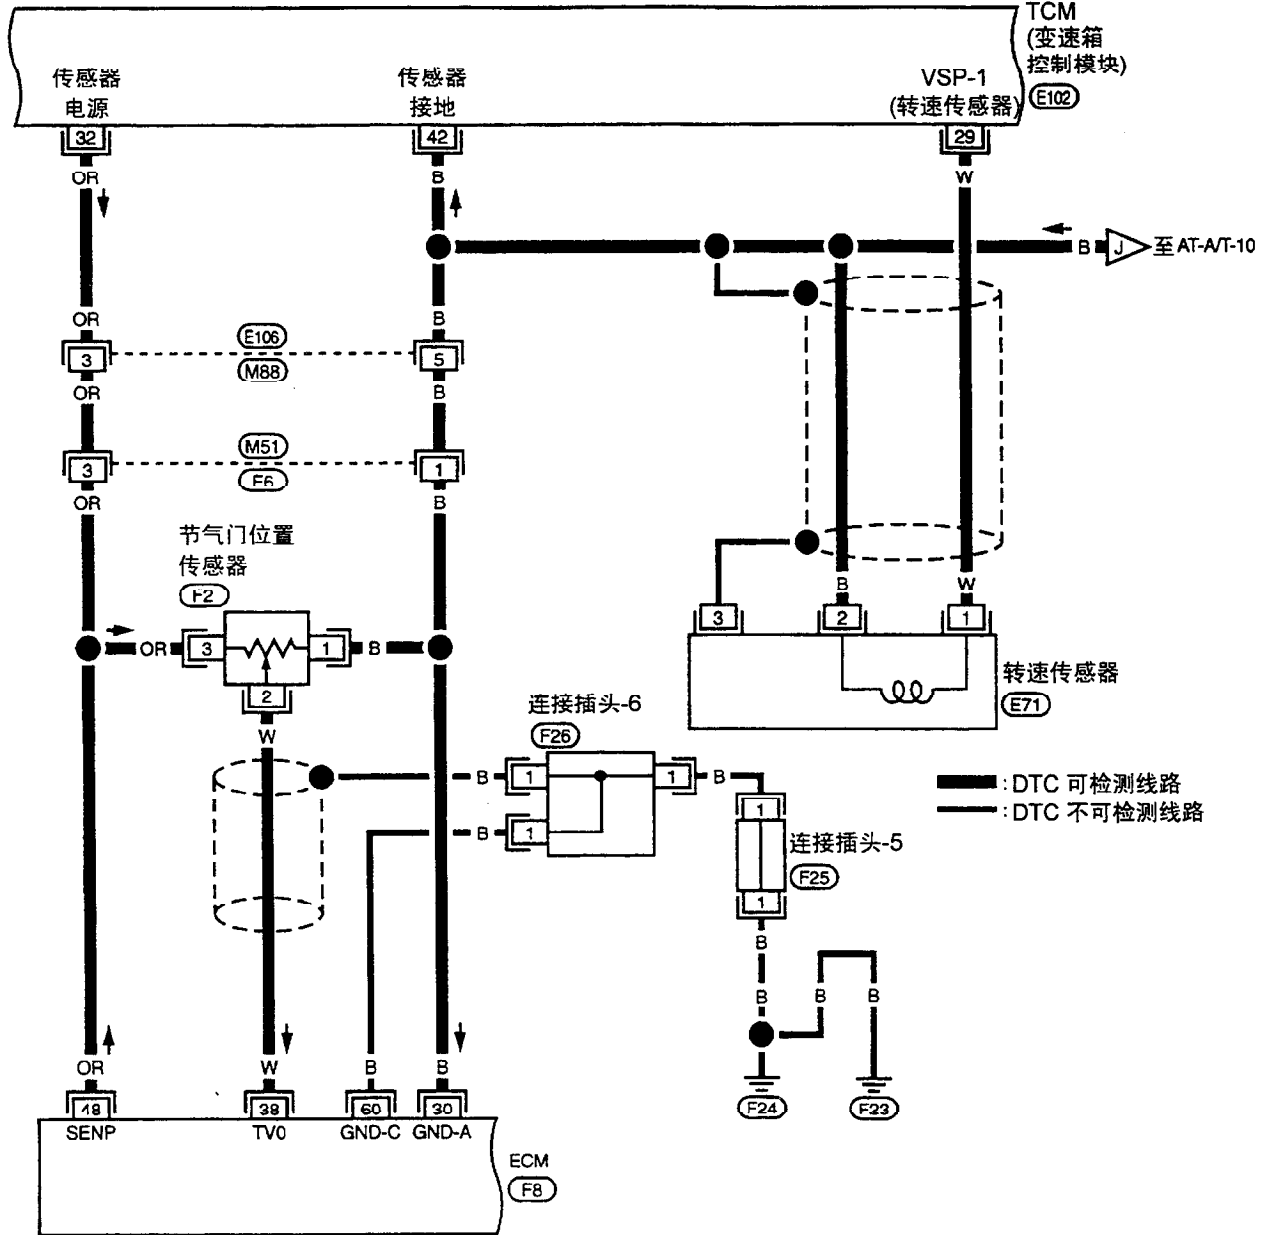 TCM
(变速箱
控制模块)
E102
传感器
电源
传感器
接地
VSP-1
(转速传感器)
32
42
29
OR
B
W
B
J
至 AT-A/T-10
OR
B
E106
3
5
M88
OR
B
M51
3
1
F6
OR
B
节气门位置
传感器
F2
B
W
3
2
1
OR
3
1
B
2
W
转速传感器
E71
连接插头-6
F26
B
1
1
B
B
1
1
连接插头-5
F25
1
: DTC 可检测线路
: DTC 不可检测线路
B
B
B
B
F24
F23
OR
W
B
B
48
38
60
30
SENP
TV0
GND-C
GND-A
ECM
F8